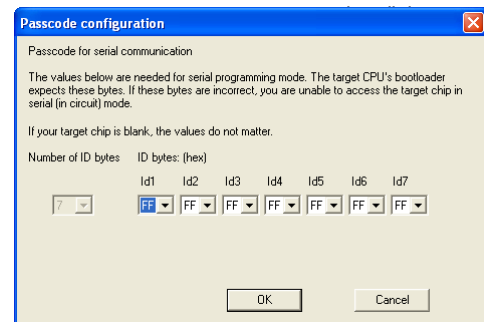 Passcode configuration
Passcode for serial communication
The values below are needed for serial programming mode. The target CPU's bootloader
expects these bytes. If these bytes are incorrect, you are unable to access the target chip in
serial (in circuit) mode.
If your target chip is blank, the values do not matter.
Number of ID bytes ID bytes: (hex)
Id1 Id2 Id3 Id4 Id5 Id6 Id7
7 FF FF FF FF FF FF FF
OK Cancel